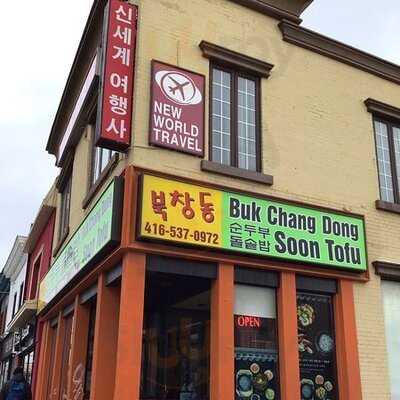 신세계 여행사
NEW
WORLD
TRAVEL
북창동
416-537-0972
Buk Chang Dong
순두부
돌솥밥
Soon Tofu
OPEN